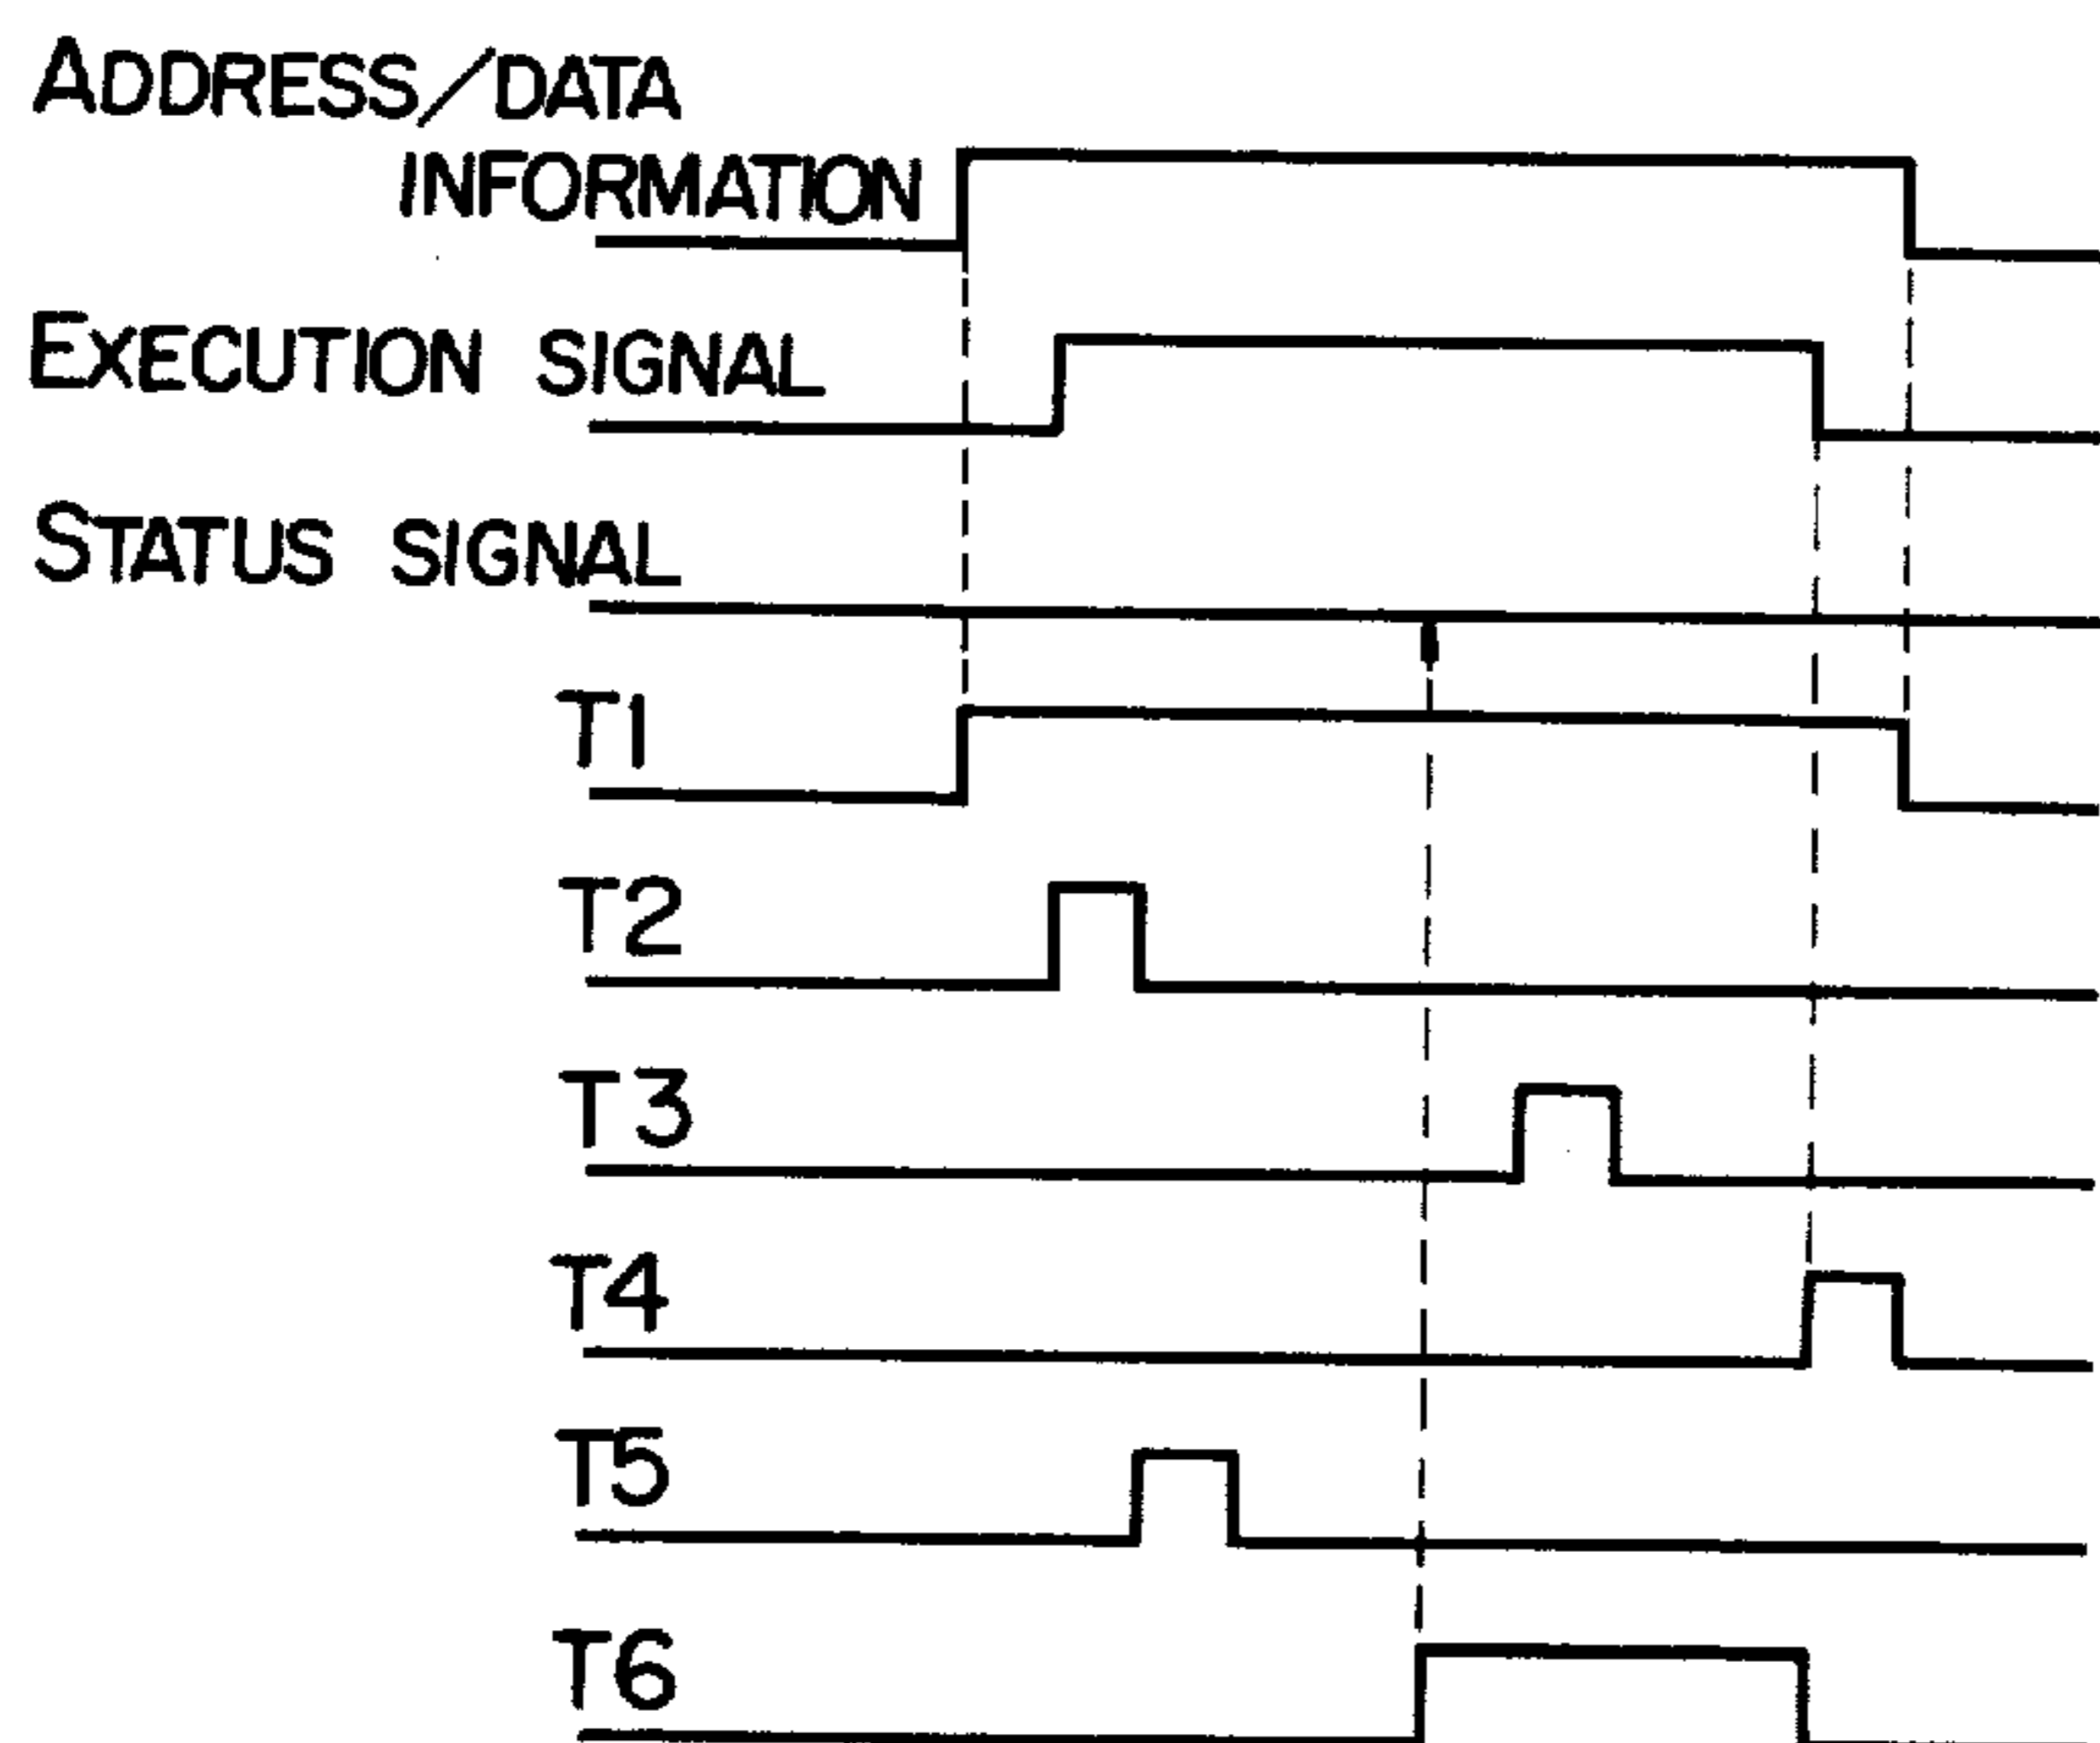 ADDRESS/DATA
INFORMATION
EXECUTION SIGNAL
STATUS SIGNAL
T1
T2
T3
T4
T5
T6